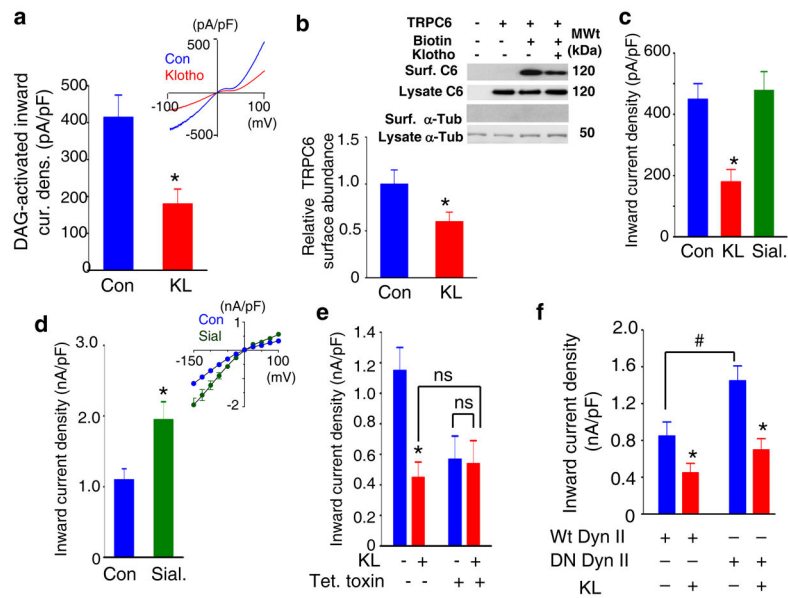 a
(pA/pF)
500
Con
Klotho
-100
100
(mV)
-500
DAG-activated inward
cur. dens. (pA/pF)
500
400
300
200
100
0
*
Con
KL
b
TRPC6 - + + +
Biotin - - + +
Klotho - - - +
MWt
(kDa)
Surf. C6 120
Lysate C6 120
Surf. α-Tub
Lysate α-Tub 50
Relative TRPC6
surface abundance
1.5
1.0
0.5
0.0
*
Con
KL
c
Inward current density (pA/pF)
600
400
200
0
*
Con
KL
Sial.
d
Inward current density (nA/pF)
3.0
2.0
1.0
0
*
Con
Sial.
(nA/pF)
1
Con
Sial
-150
100
(mV)
-2
e
Inward current density (nA/pF)
1.4
1.2
1.0
0.8
0.6
0.4
0.2
0
ns
ns
*
KL - + - +
Tet. toxin - - + +
f
Inward current density
(nA/pF)
2.0
1.6
1.2
0.8
0.4
0
#
*
*
Wt Dyn II + + – –
DN Dyn II – – + +
KL – + – +